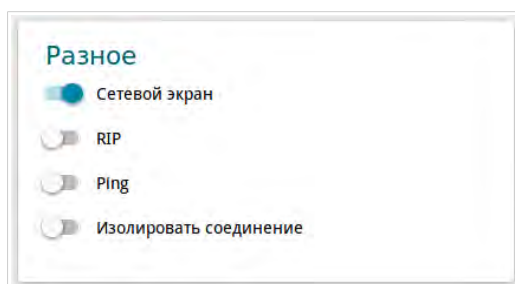 Разное
Сетевой экран
RIP
Ping
Изолировать соединение